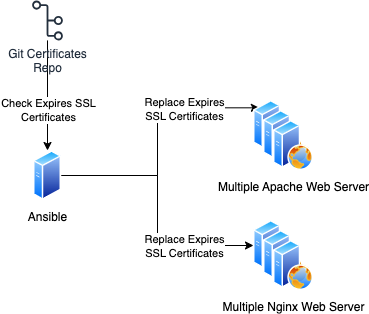 Git Certificates
Repo
Check Expires SSL
Certificates
Ansible
Replace Expires
SSL Certificates
Multiple Apache Web Server
Replace Expires
SSL Certificates
Multiple Nginx Web Server